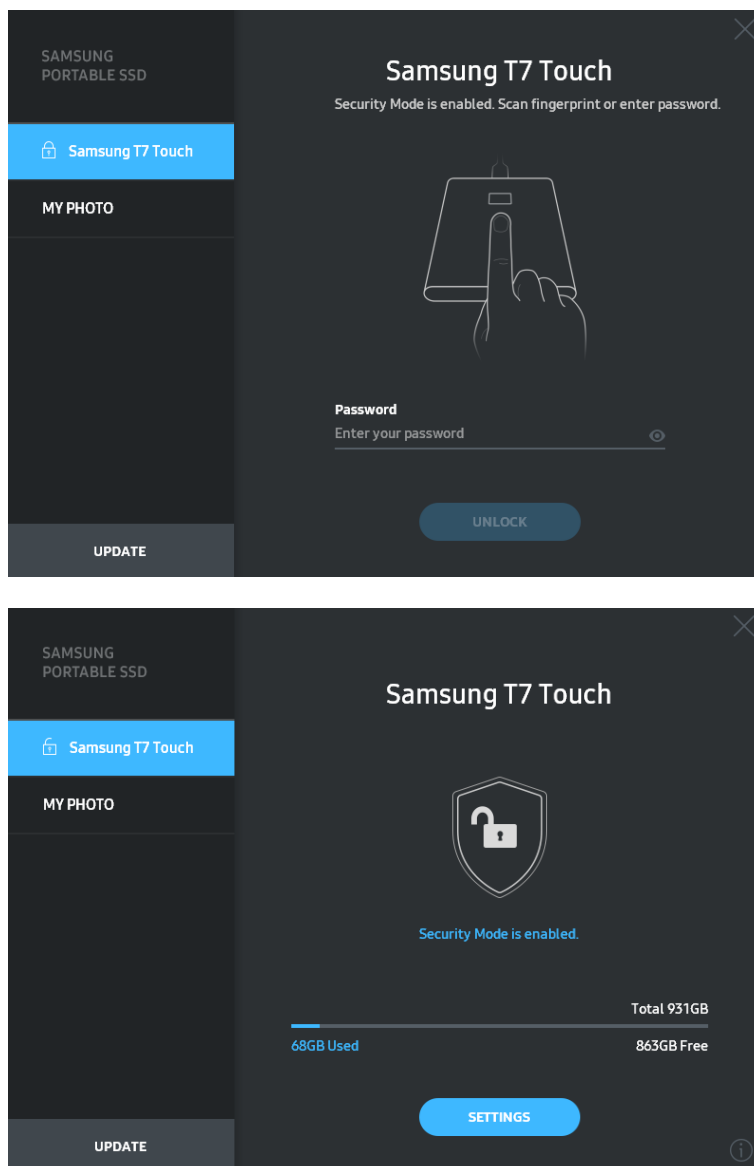 SAMSUNG
PORTABLE SSD
Samsung T7 Touch
MY PHOTO
UPDATE
Samsung T7 Touch
Security Mode is enabled. Scan fingerprint or enter password.
Password
Enter your password
UNLOCK
SAMSUNG
PORTABLE SSD
Samsung T7 Touch
MY PHOTO
UPDATE
Samsung T7 Touch
Security Mode is enabled.
Total 931GB
68GB Used
863GB Free
SETTINGS